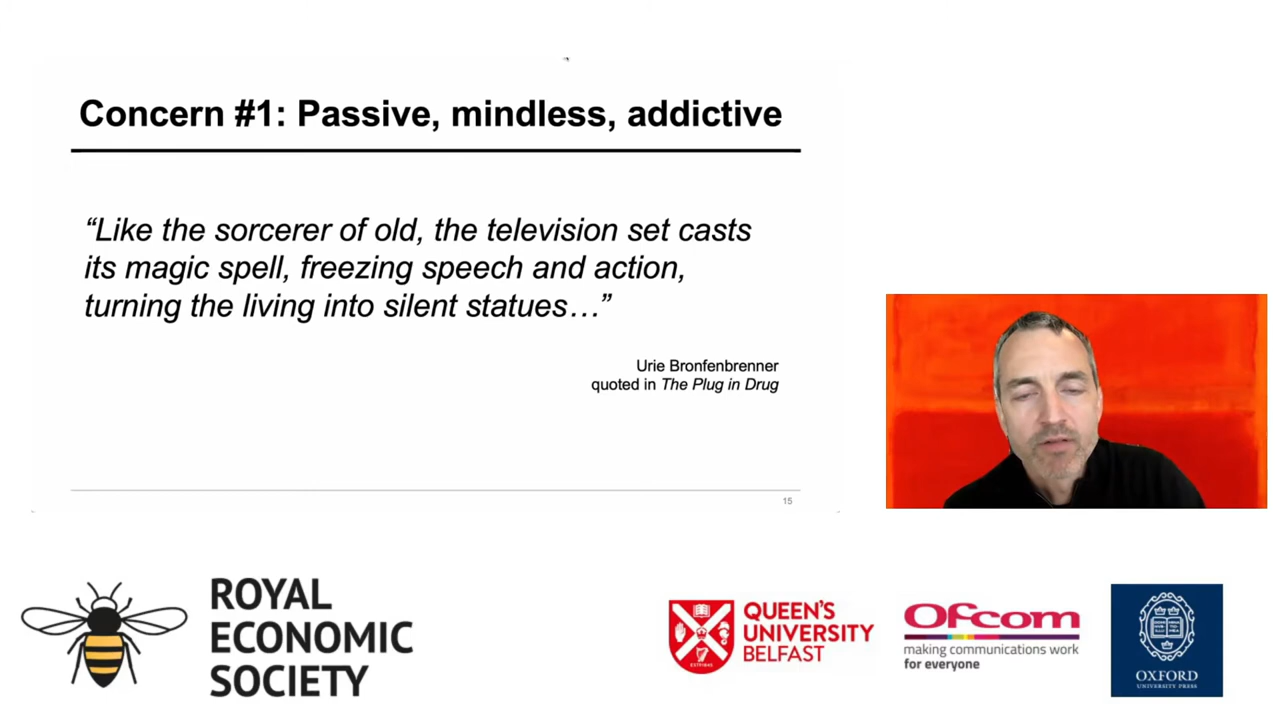 Concern #1: Passive, mindless, addictive
“Like the sorcerer of old, the television set casts
its magic spell, freezing speech and action,
turning the living into silent statues…”
Urie Bronfenbrenner
quoted in The Plug in Drug
15
ROYAL
ECONOMIC
SOCIETY
QUEEN'S
UNIVERSITY
BELFAST
ESTD1845
Ofcom
making communications work
for everyone
OXFORD
UNIVERSITY PRESS